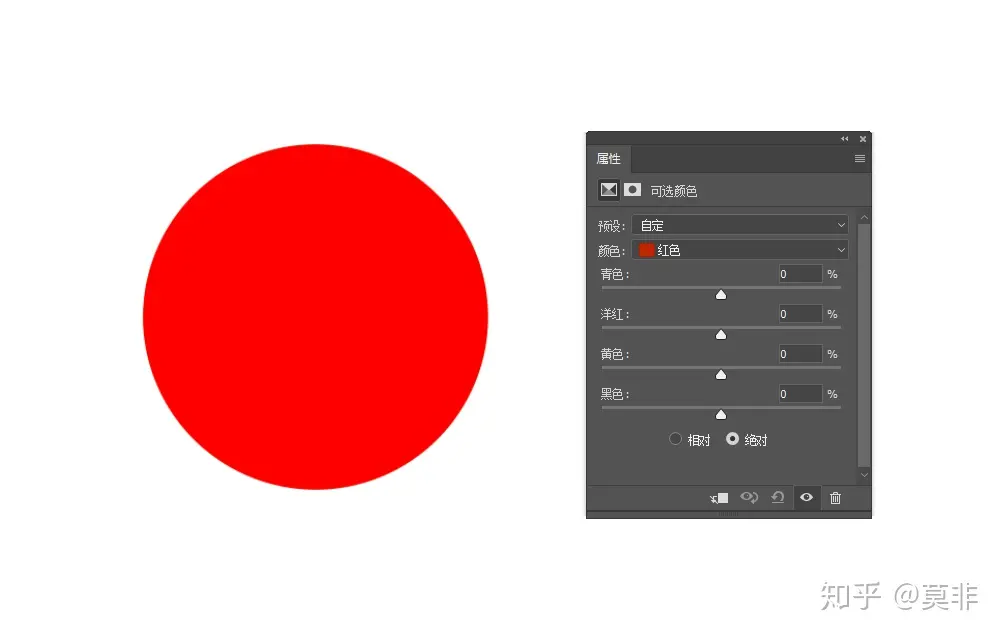 属性
可选颜色
预设: 自定
颜色: 红色
青色: 0 %
洋红: 0 %
黄色: 0 %
黑色: 0 %
相对 绝对
知乎 @莫非